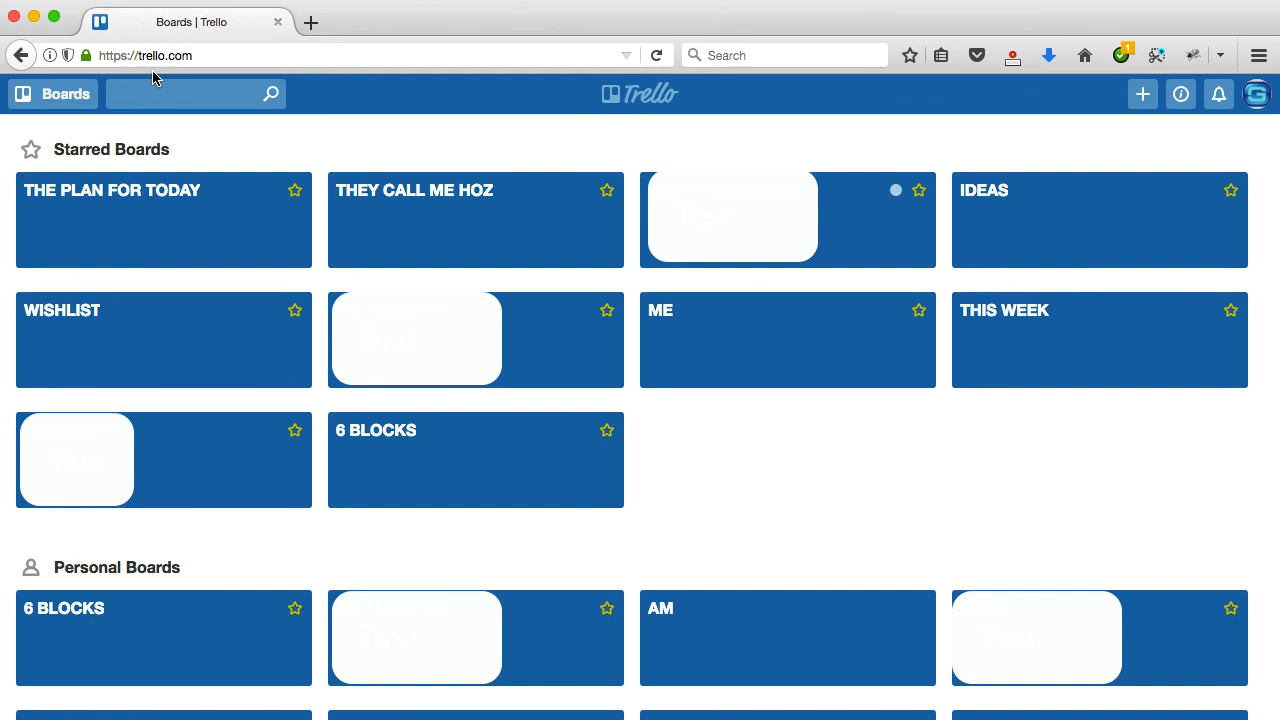 Boards | Trello
https://trello.com
Search
1
Boards
Trello
Starred Boards
THE PLAN FOR TODAY
THEY CALL ME HOZ
IDEAS
WISHLIST
ME
THIS WEEK
6 BLOCKS
Personal Boards
6 BLOCKS
AM